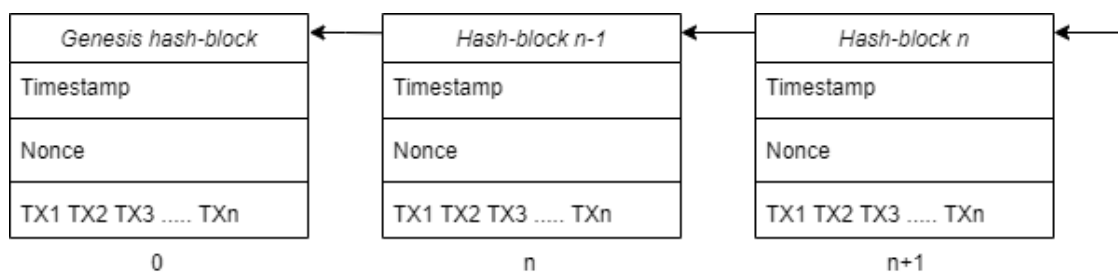 Genesis hash-block
Timestamp
Nonce
TX1 TX2 TX3 ..... TXn
0
Hash-block n-1
Timestamp
Nonce
TX1 TX2 TX3 ..... TXn
n
Hash-block n
Timestamp
Nonce
TX1 TX2 TX3 ..... TXn
n+1